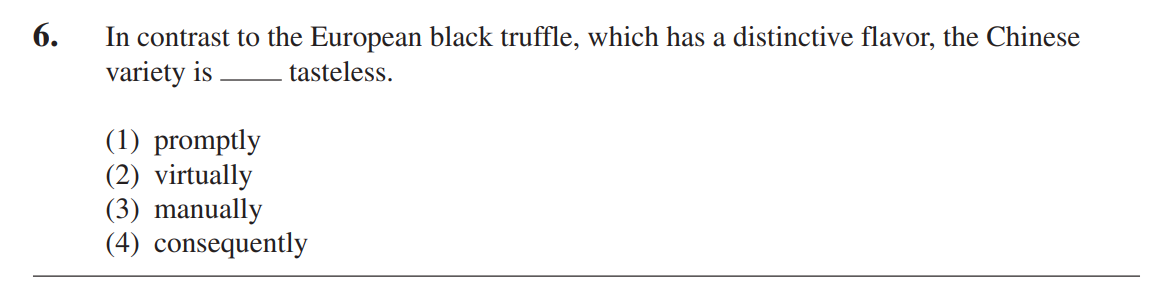 6. In contrast to the European black truffle, which has a distinctive flavor, the Chinese
variety is _____ tasteless.
(1) promptly
(2) virtually
(3) manually
(4) consequently